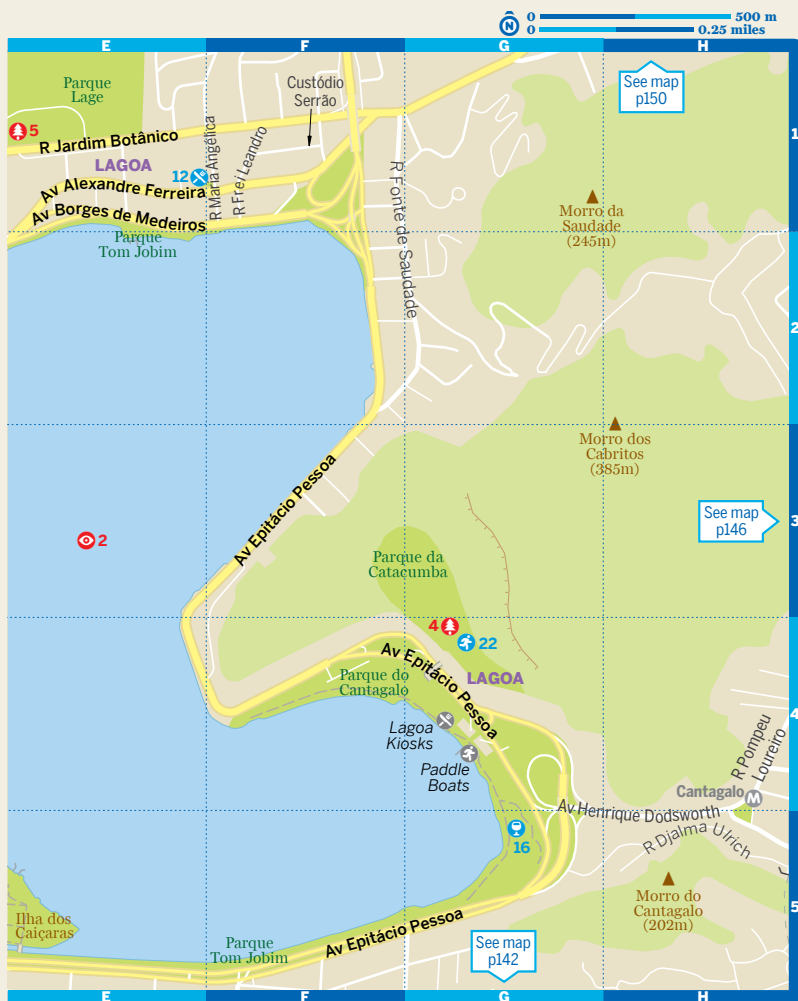 0 500 m
N
0 0.25 miles
E F G H
See map
p150
Parque
Lage
Custódio
Serrão
1
5
R Jardim Botânico
LAGOA
12
R Maria Angélica
R Frei Leandro
R Fonte de Saudade
Av Alexandre Ferreira
Av Borges de Medeiros
Parque
Tom Jobim
Morro da
Saudade
(245m)
2
Morro dos
Cabritos
(385m)
Av Epitácio Pessoa
See map
p146
3
2
Parque da
Catacumba
4
22
Av Epitácio Pessoa
LAGOA
Parque do
Cantagalo
4
Lagoa
Kiosks
Paddle
Boats
R Pompeu
Loureiro
Cantagalo
M
Av Henrique Dodsworth
R Djalma Ulrich
16
5
Morro do
Cantagalo
(202m)
Ilha dos
Caiçaras
Parque
Tom Jobim
Av Epitácio Pessoa
See map
p142
E F G H